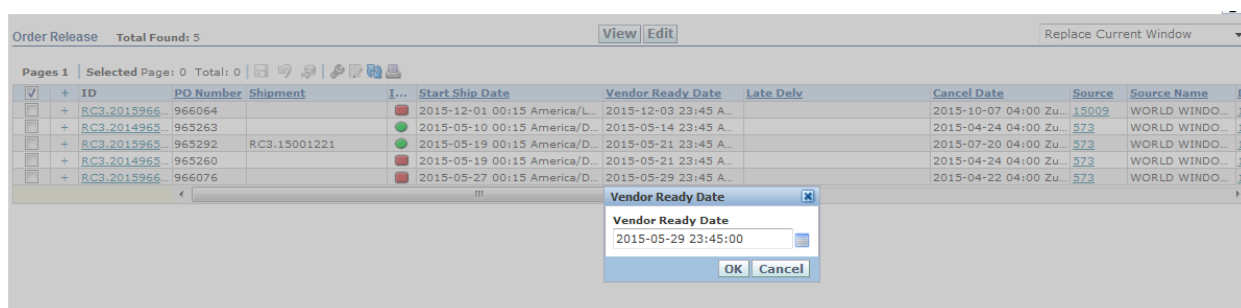 Order Release Total Found: 5 View Edit Replace Current Window
Pages 1 Selected Page: 0 Total: 0
+ ID PO Number Shipment I... Start Ship Date Vendor Ready Date Late Delv Cancel Date Source Source Name
+ RC3.2015966... 966064 2015-12-01 00:15 America/L... 2015-12-03 23:45 A... 2015-10-07 04:00 Zu... 15009 WORLD WINDO...
+ RC3.2014965... 965263 2015-05-10 00:15 America/D... 2015-05-14 23:45 A... 2015-04-24 04:00 Zu... 573 WORLD WINDO...
+ RC3.2015965... 965292 RC3.15001221 2015-05-19 00:15 America/D... 2015-05-21 23:45 A... 2015-07-20 04:00 Zu... 573 WORLD WINDO...
+ RC3.2014965... 965260 2015-05-19 00:15 America/D... 2015-05-21 23:45 A... 2015-04-24 04:00 Zu... 573 WORLD WINDO...
+ RC3.2015966... 966076 2015-05-27 00:15 America/D... 2015-05-29 23:45 A... 2015-04-22 04:00 Zu... 573 WORLD WINDO...
Vendor Ready Date
Vendor Ready Date
2015-05-29 23:45:00
OK Cancel